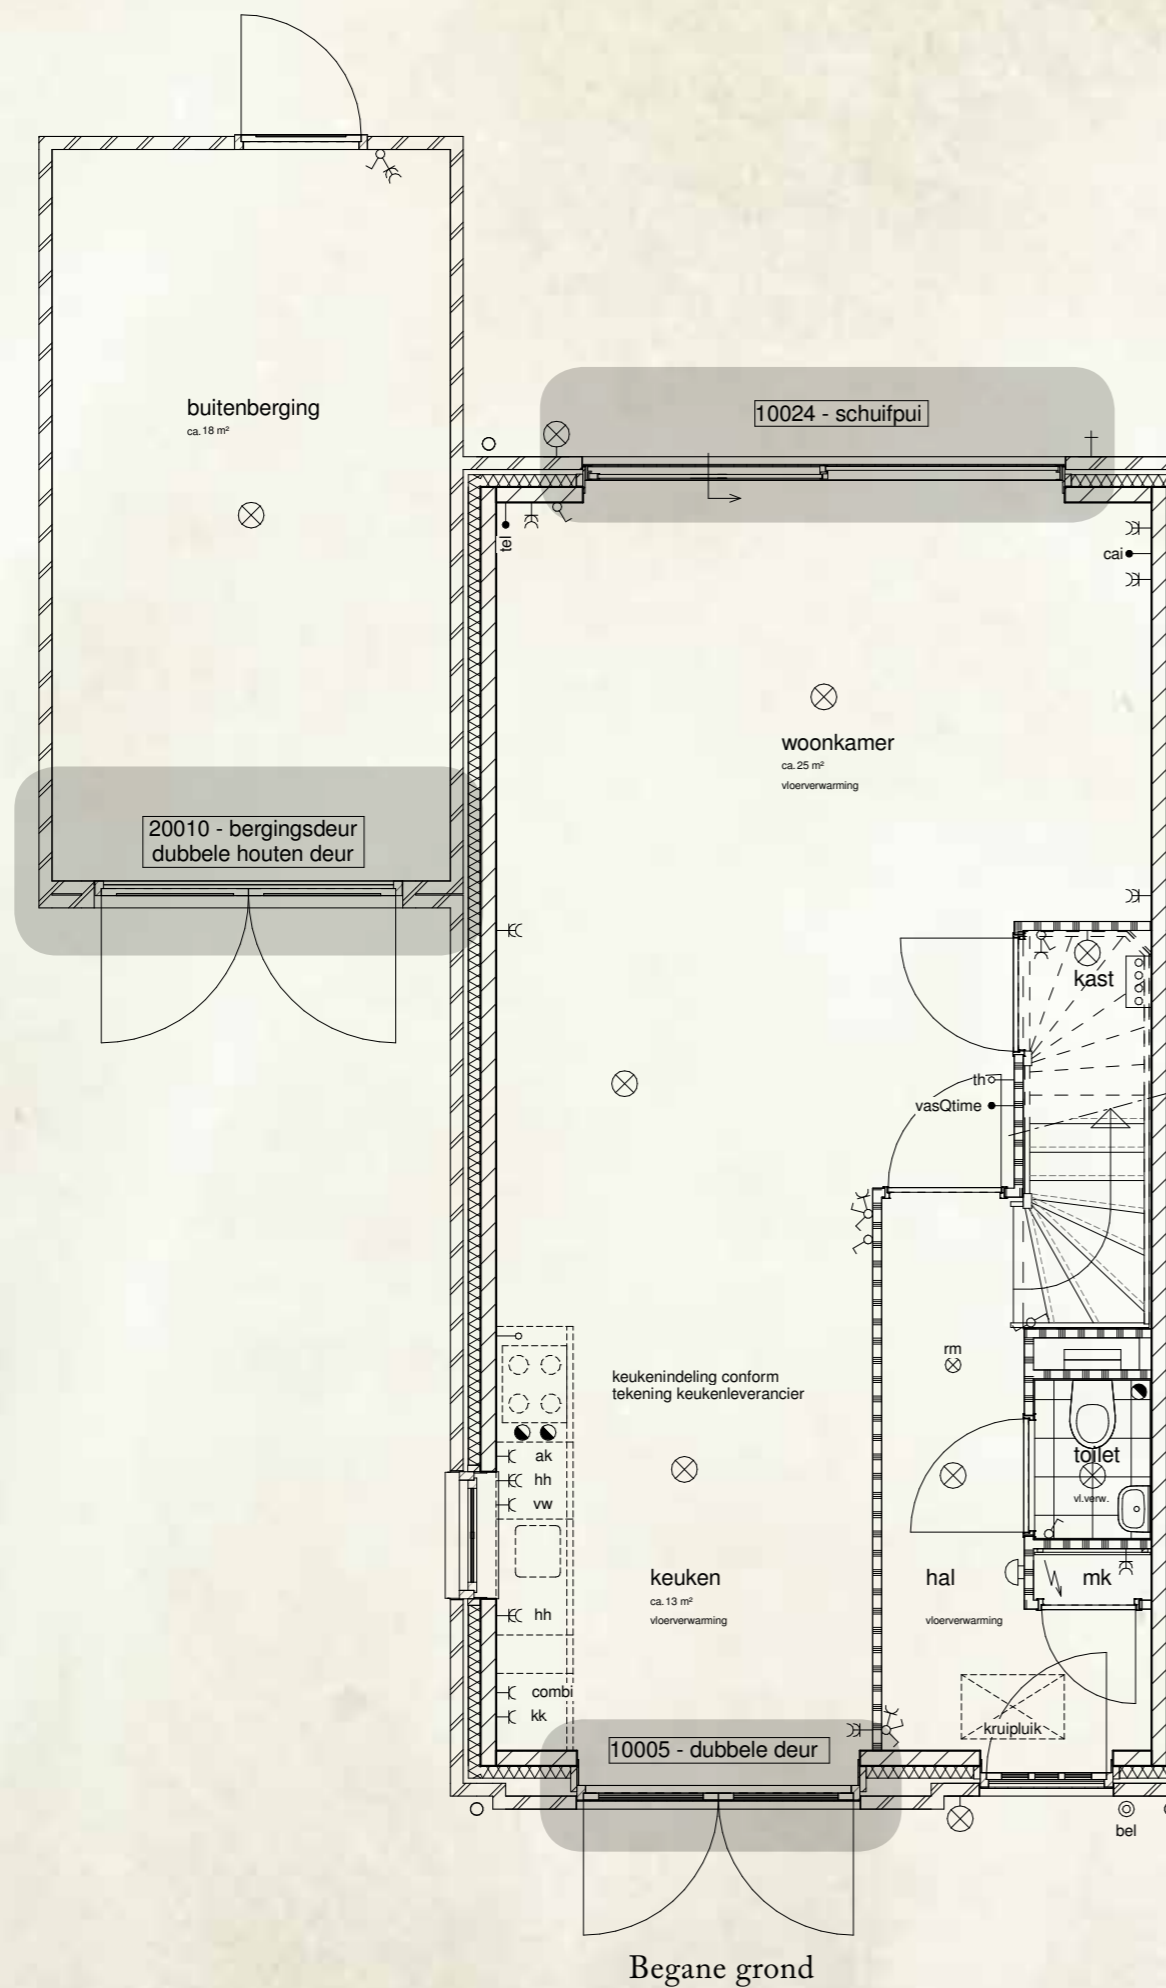 buitenberging
ca. 18 m²
10024 - schuifpui
tel
cai
woonkamer
ca. 25 m²
vloerverwarming
20010 - bergingsdeur
dubbele houten deur
kast
th
vasQtime
rm
keukenindeling conform
tekening keukenleverancier
ak
hh
vw
toilet
vl.verw.
keuken
ca. 13 m²
vloerverwarming
hal
vloerverwarming
mk
hh
combi
kk
kruipluik
10005 - dubbele deur
bel
Begane grond